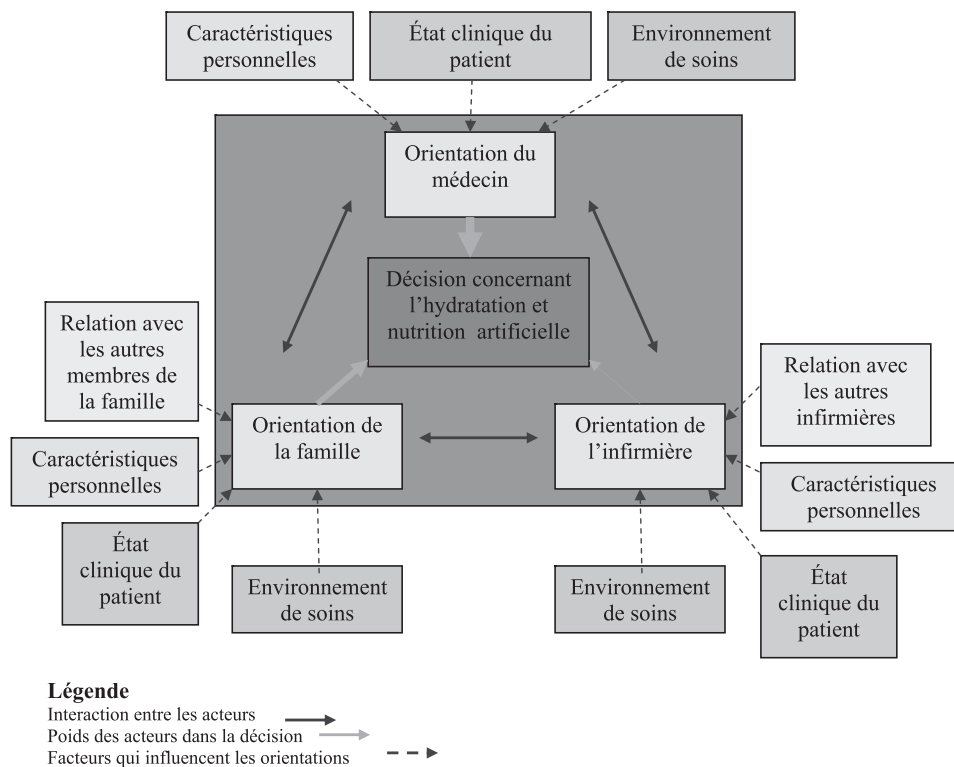 Caractéristiques
personnelles
État clinique du
patient
Environnement
de soins
Orientation du
médecin
Décision concernant
l'hydratation et
nutrition artificielle
Relation avec
les autres
membres de
la famille
Relation avec
les autres
infirmières
Orientation de
la famille
Orientation de
l'infirmière
Caractéristiques
personnelles
Caractéristiques
personnelles
État
clinique du
patient
Environnement
de soins
Environnement
de soins
État
clinique du
patient
Légende
Interaction entre les acteurs
Poids des acteurs dans la décision
Facteurs qui influencent les orientations